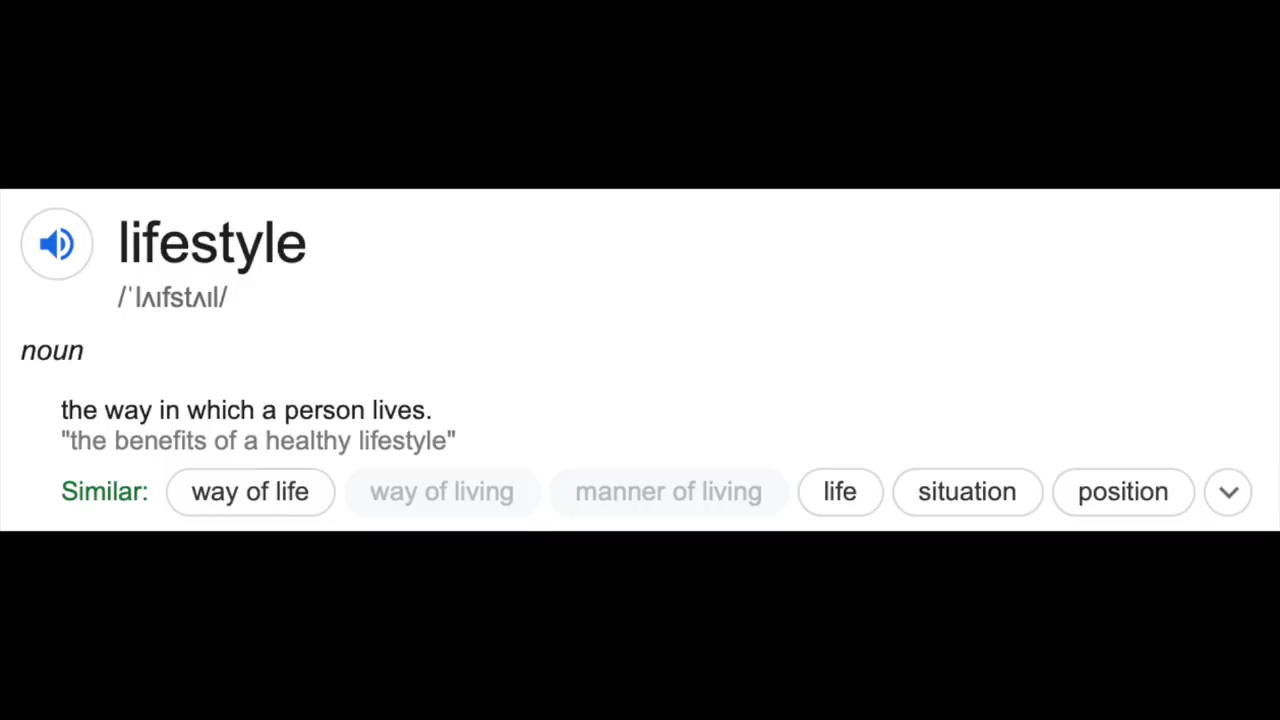 lifestyle
/ˈlʌɪfstʌɪl/
noun
the way in which a person lives.
"the benefits of a healthy lifestyle"
Similar: way of life way of living manner of living life situation position